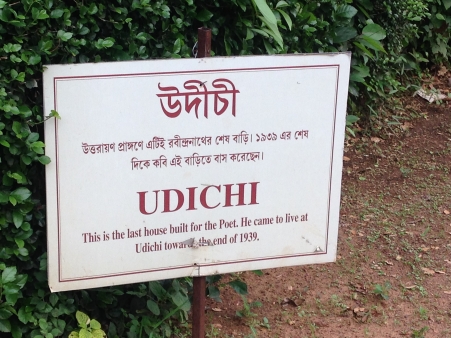 উদীচী
উত্তরায়ণ প্রাঙ্গণে এটিই রবীন্দ্রনাথের শেষ বাড়ি। ১৯৩৯ এর শেষ
দিকে কবি এই বাড়িতে বাস করেছেন।
UDICHI
This is the last house built for the Poet. He came to live at
Udichi towards the end of 1939.